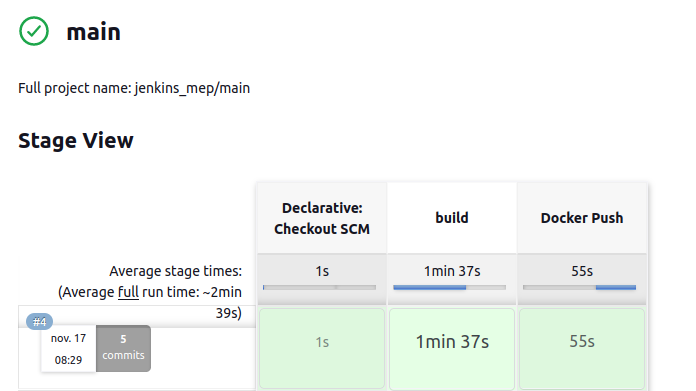 main
Full project name: jenkins_mep/main
Stage View
Declarative:
Checkout SCM
build
Docker Push
Average stage times:
(Average full run time: ~2min
39s)
1s
1min 37s
55s
#4
nov. 17
08:29
5
commits
1s
1min 37s
55s